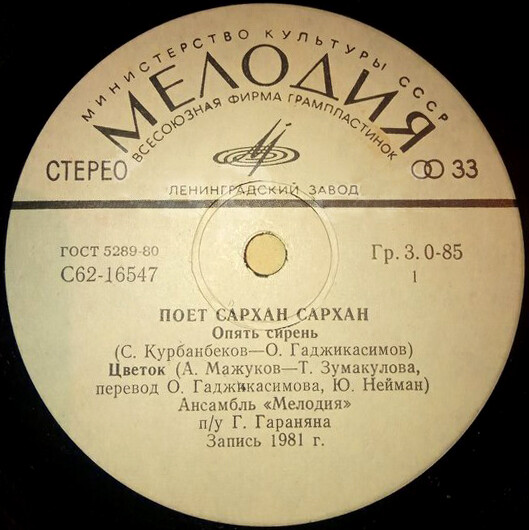 МИНИСТЕРСТВО КУЛЬТУРЫ СССР
МЕЛОДИЯ
ВСЕСОЮЗНАЯ ФИРМА ГРАМПЛАСТИНОК
СТЕРЕО
33
ЛЕНИНГРАДСКИЙ ЗАВОД
ГОСТ 5289-80
Гр. 3. 0-85
С62-16547
1
ПОЕТ САРХАН САРХАН
Опять сирень
(С. Курбанбеков—О. Гаджикасимов)
Цветок (А. Мажуков—Т. Зумакулова,
перевод О. Гаджикасимова, Ю. Нейман)
Ансамбль «Мелодия»
п/у Г. Гараняна
Запись 1981 г.